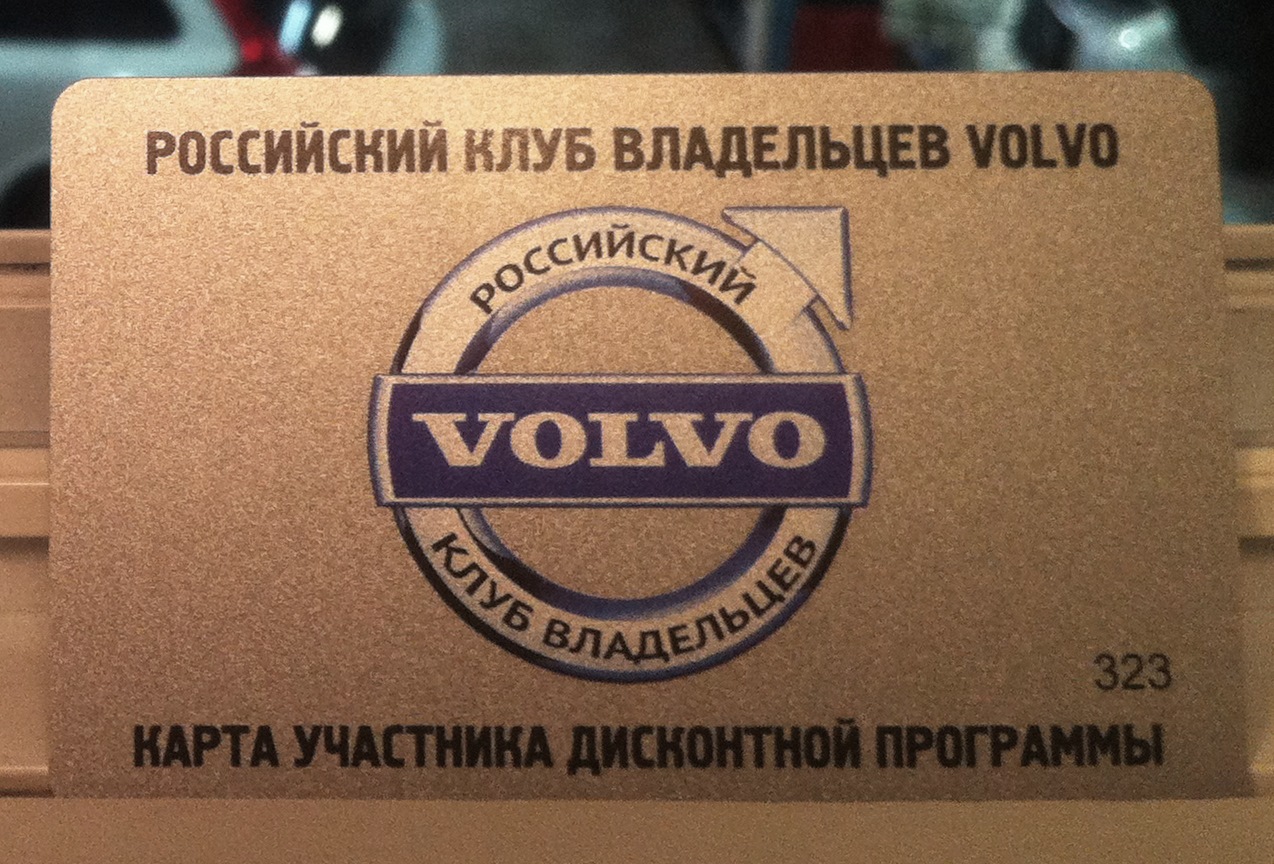 РОССИЙСКИЙ КЛУБ ВЛАДЕЛЬЦЕВ VOLVO
РОССИЙСКИЙ
VOLVO
КЛУБ ВЛАДЕЛЬЦЕВ
323
КАРТА УЧАСТНИКА ДИСКОНТНОЙ ПРОГРАММЫ